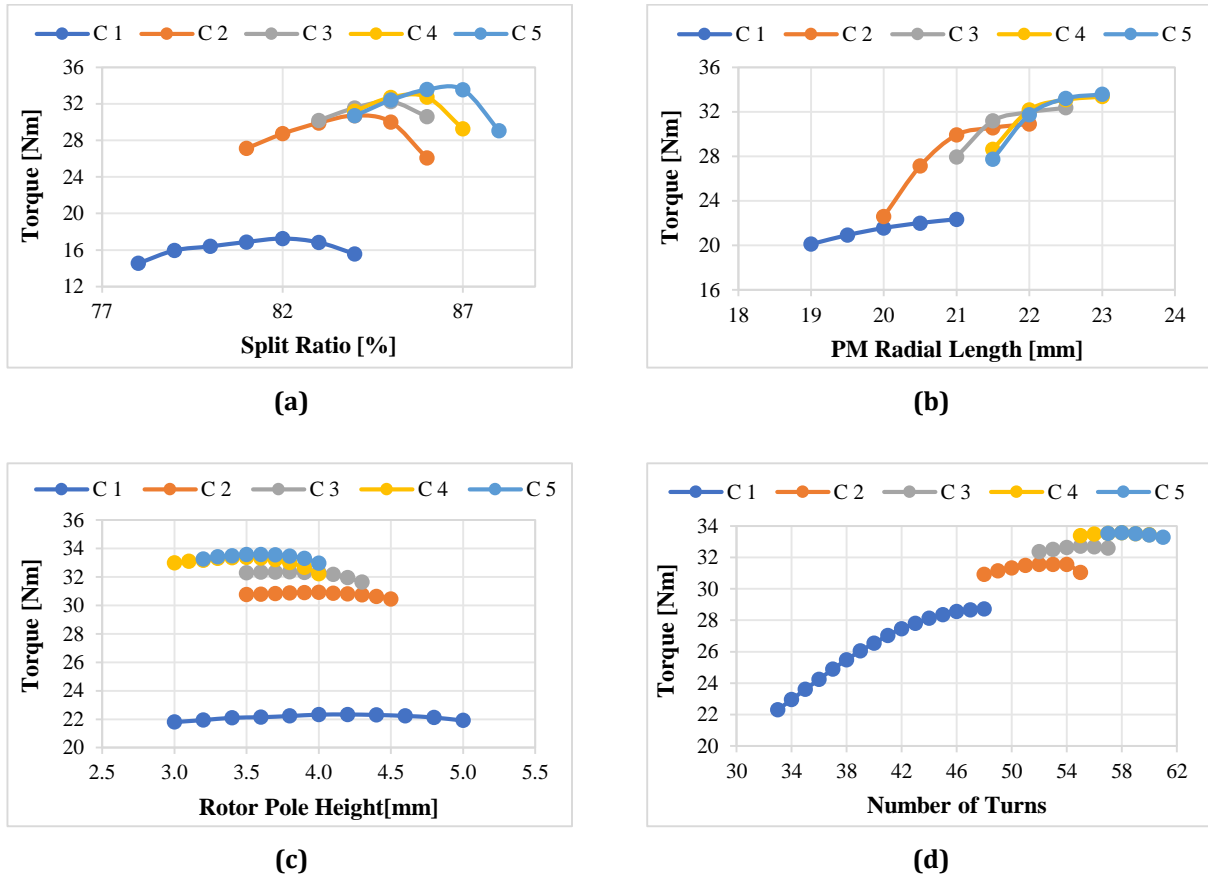 C 1 C 2 C 3 C 4 C 5
36
32
28
24
20
16
12
Torque [Nm]
77 82 87
Split Ratio [%]
(a)
C 1 C 2 C 3 C 4 C 5
36
32
28
24
20
16
Torque [Nm]
18 19 20 21 22 23 24
PM Radial Length [mm]
(b)
C 1 C 2 C 3 C 4 C 5
36
34
32
30
28
26
24
22
20
Torque [Nm]
2.5 3.0 3.5 4.0 4.5 5.0 5.5
Rotor Pole Height[mm]
(c)
C 1 C 2 C 3 C 4 C 5
34
32
30
28
26
24
22
20
Torque [Nm]
30 34 38 42 46 50 54 58 62
Number of Turns
(d)